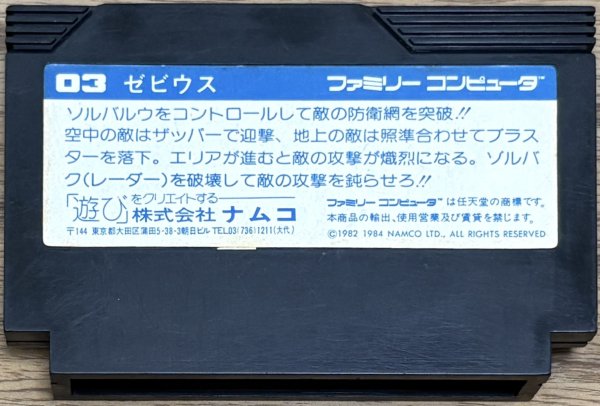 03 ゼビウス ファミリー コンピュータ™
ソルバルウをコントロールして敵の防衛網を突破!!
空中の敵はザッパーで迎撃、地上の敵は照準合わせてブラス
ターを落下。エリアが進むと敵の攻撃が熾烈になる。ゾルバ
ク(レーダー)を破壊して敵の攻撃を鈍らせろ!!
「遊び」をクリエイトする
株式会社 ナムコ
〒144 東京都大田区蒲田5-38-3朝日ビル TEL.03(736)1211(大代)
ファミリー コンピュータ™は任天堂の商標です。
本商品の輸出、使用営業及び賃貸を禁じます。
©1982 1984 NAMCO LTD., ALL RIGHTS RESERVED